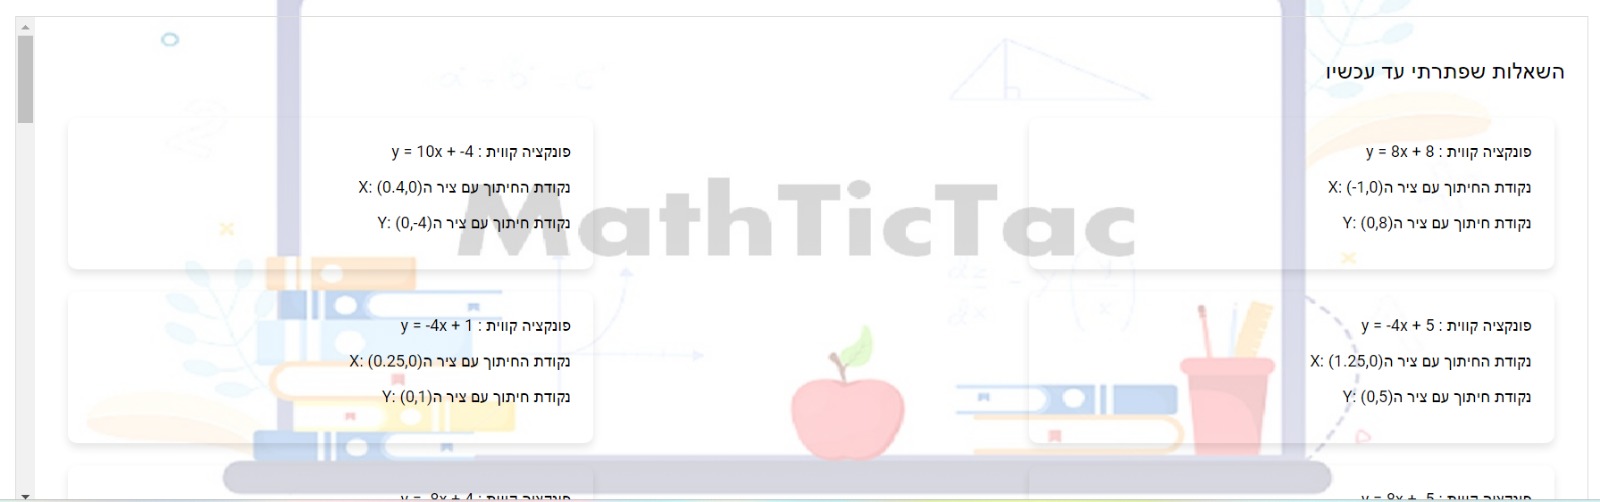 השאלות שפתרתי עד עכשיו
פונקציה קווית : y = 8x + 8
נקודת החיתוך עם ציר הX: (-1,0)
נקודת חיתוך עם ציר הY: (0,8)
פונקציה קווית : y = 10x + -4
נקודת החיתוך עם ציר הX: (0.4,0)
נקודת חיתוך עם ציר הY: (0,-4)
MathTicTac
פונקציה קווית : y = -4x + 5
נקודת החיתוך עם ציר הX: (1.25,0)
נקודת חיתוך עם ציר הY: (0,5)
פונקציה קווית : y = -4x + 1
נקודת החיתוך עם ציר הX: (0.25,0)
נקודת חיתוך עם ציר הY: (0,1)